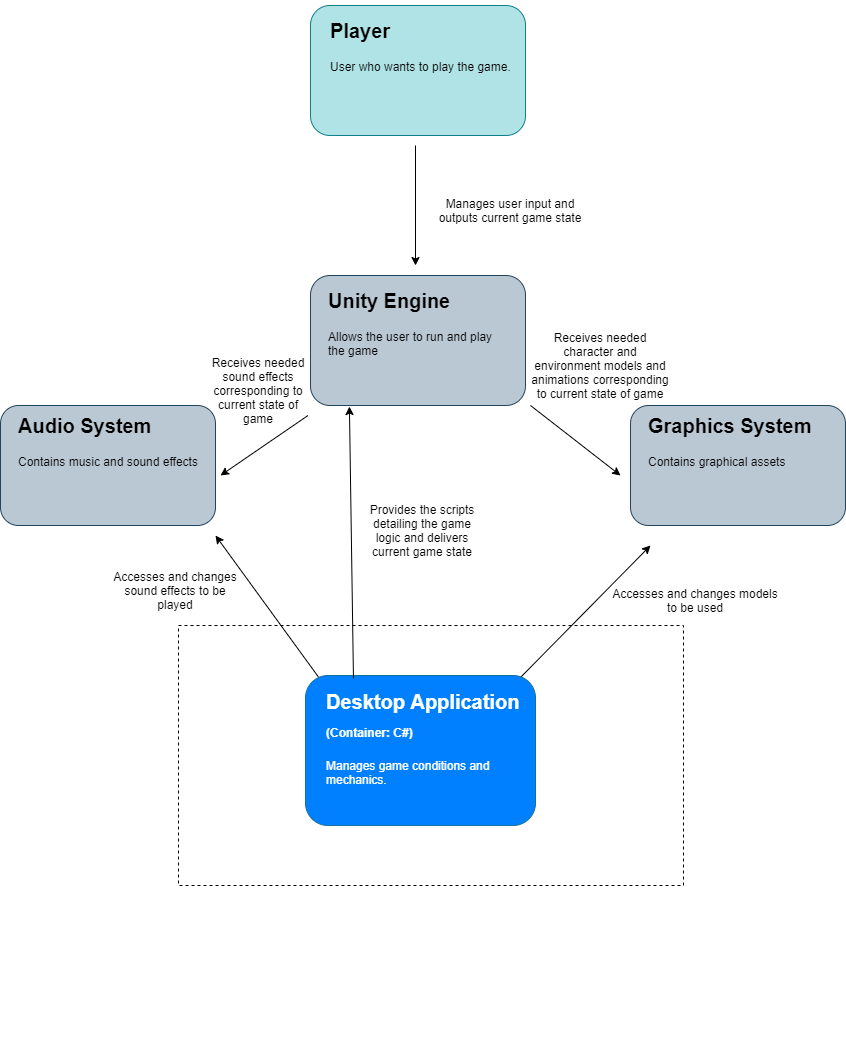 Player
User who wants to play the game.
Manages user input and
outputs current game state
Unity Engine
Allows the user to run and play
the game
Receives needed
sound effects
corresponding to
current state of
game
Receives needed
character and
environment models and
animations corresponding
to current state of game
Audio System
Contains music and sound effects
Graphics System
Contains graphical assets
Provides the scripts
detailing the game
logic and delivers
current game state
Accesses and changes
sound effects to be
played
Accesses and changes models
to be used
Desktop Application
(Container: C#)
Manages game conditions and
mechanics.